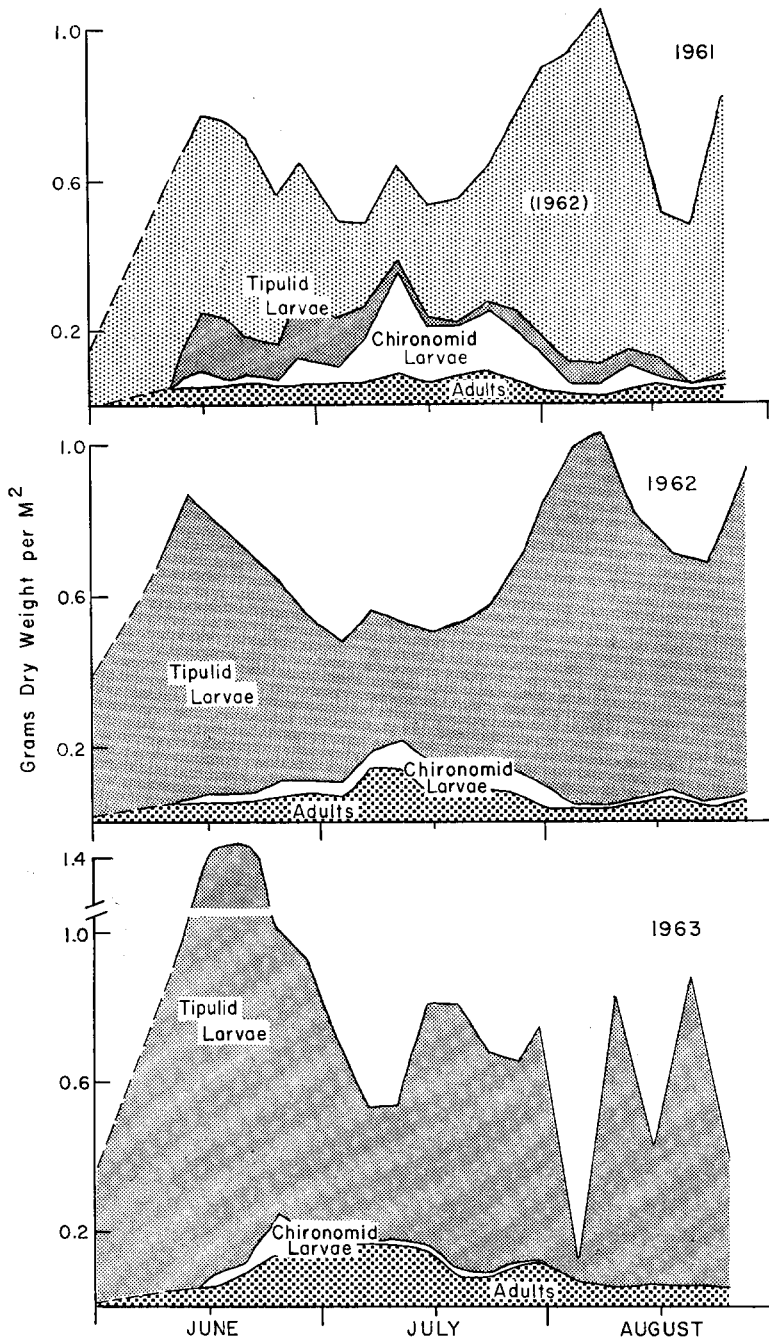 1961
1.0
0.6
0.2
(1962)
Tipulid
Larvae
Chironomid
Larvae
Adults
Grams Dry Weight per M2
1962
1.0
0.6
0.2
Tipulid
Larvae
Chironomid
Larvae
Adults
1963
1.4
1.0
0.6
0.2
Tipulid
Larvae
Chironomid
Larvae
Adults
JUNE JULY AUGUST